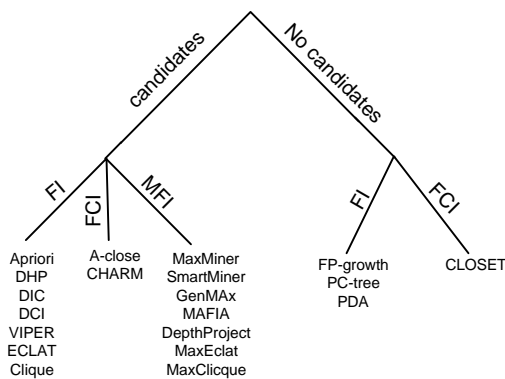 candidates
No candidates
FI
FCI
MFI
FI
FCI
Apriori
DHP
DIC
DCI
VIPER
ECLAT
Clique
A-close
CHARM
MaxMiner
SmartMiner
GenMAx
MAFIA
DepthProject
MaxEclat
MaxClicque
FP-growth
PC-tree
PDA
CLOSET